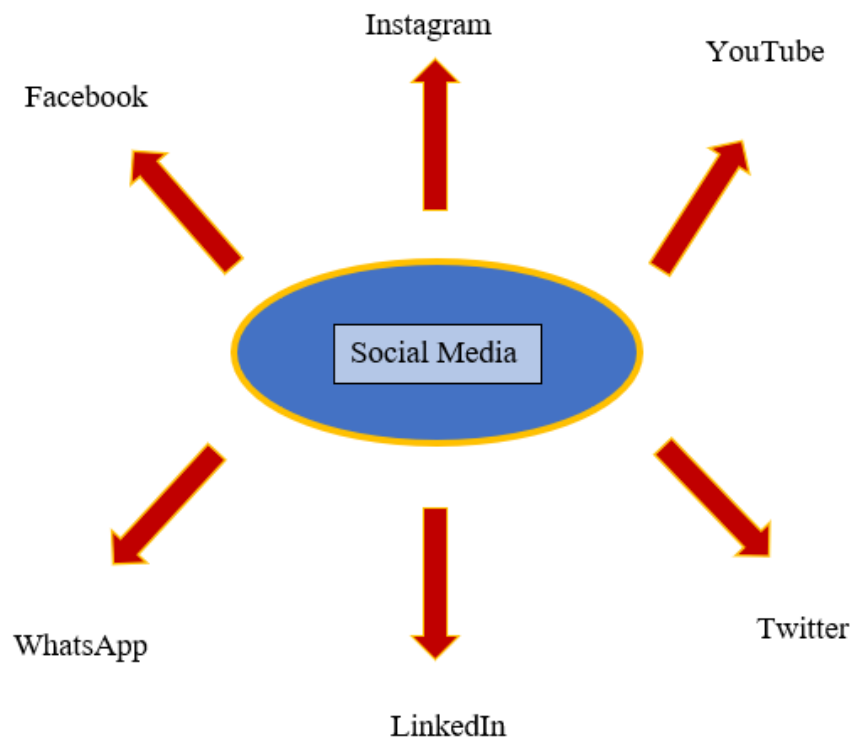 Instagram
YouTube
Facebook
Social Media
WhatsApp
Twitter
LinkedIn